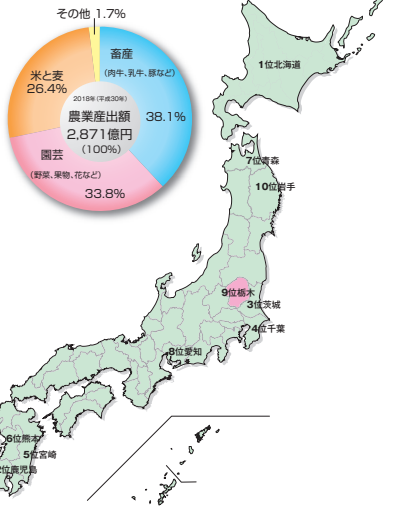 その他 1.7%
畜産
(肉牛、乳牛、豚など)
38.1%
米と麦
26.4%
2018年(平成30年)
農業産出額
2,871億円
(100%)
園芸
(野菜、果物、花など)
33.8%
1位北海道
7位青森
10位岩手
9位栃木
3位茨城
4位千葉
8位愛知
6位熊本
5位宮崎
2位鹿児島